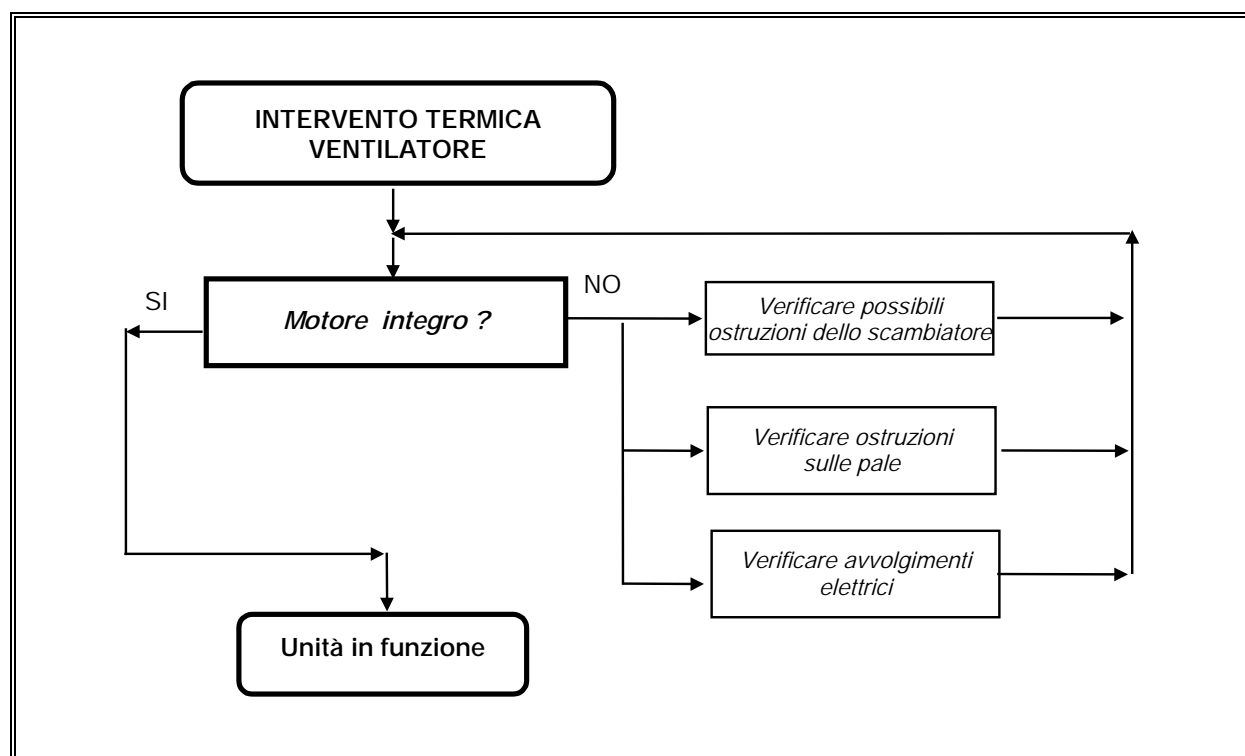 INTERVENTO TERMICA
VENTILATORE
SI
Motore integro ?
NO
Verificare possibili
ostruzioni dello scambiatore
Verificare ostruzioni
sulle pale
Verificare avvolgimenti
elettrici
Unità in funzione